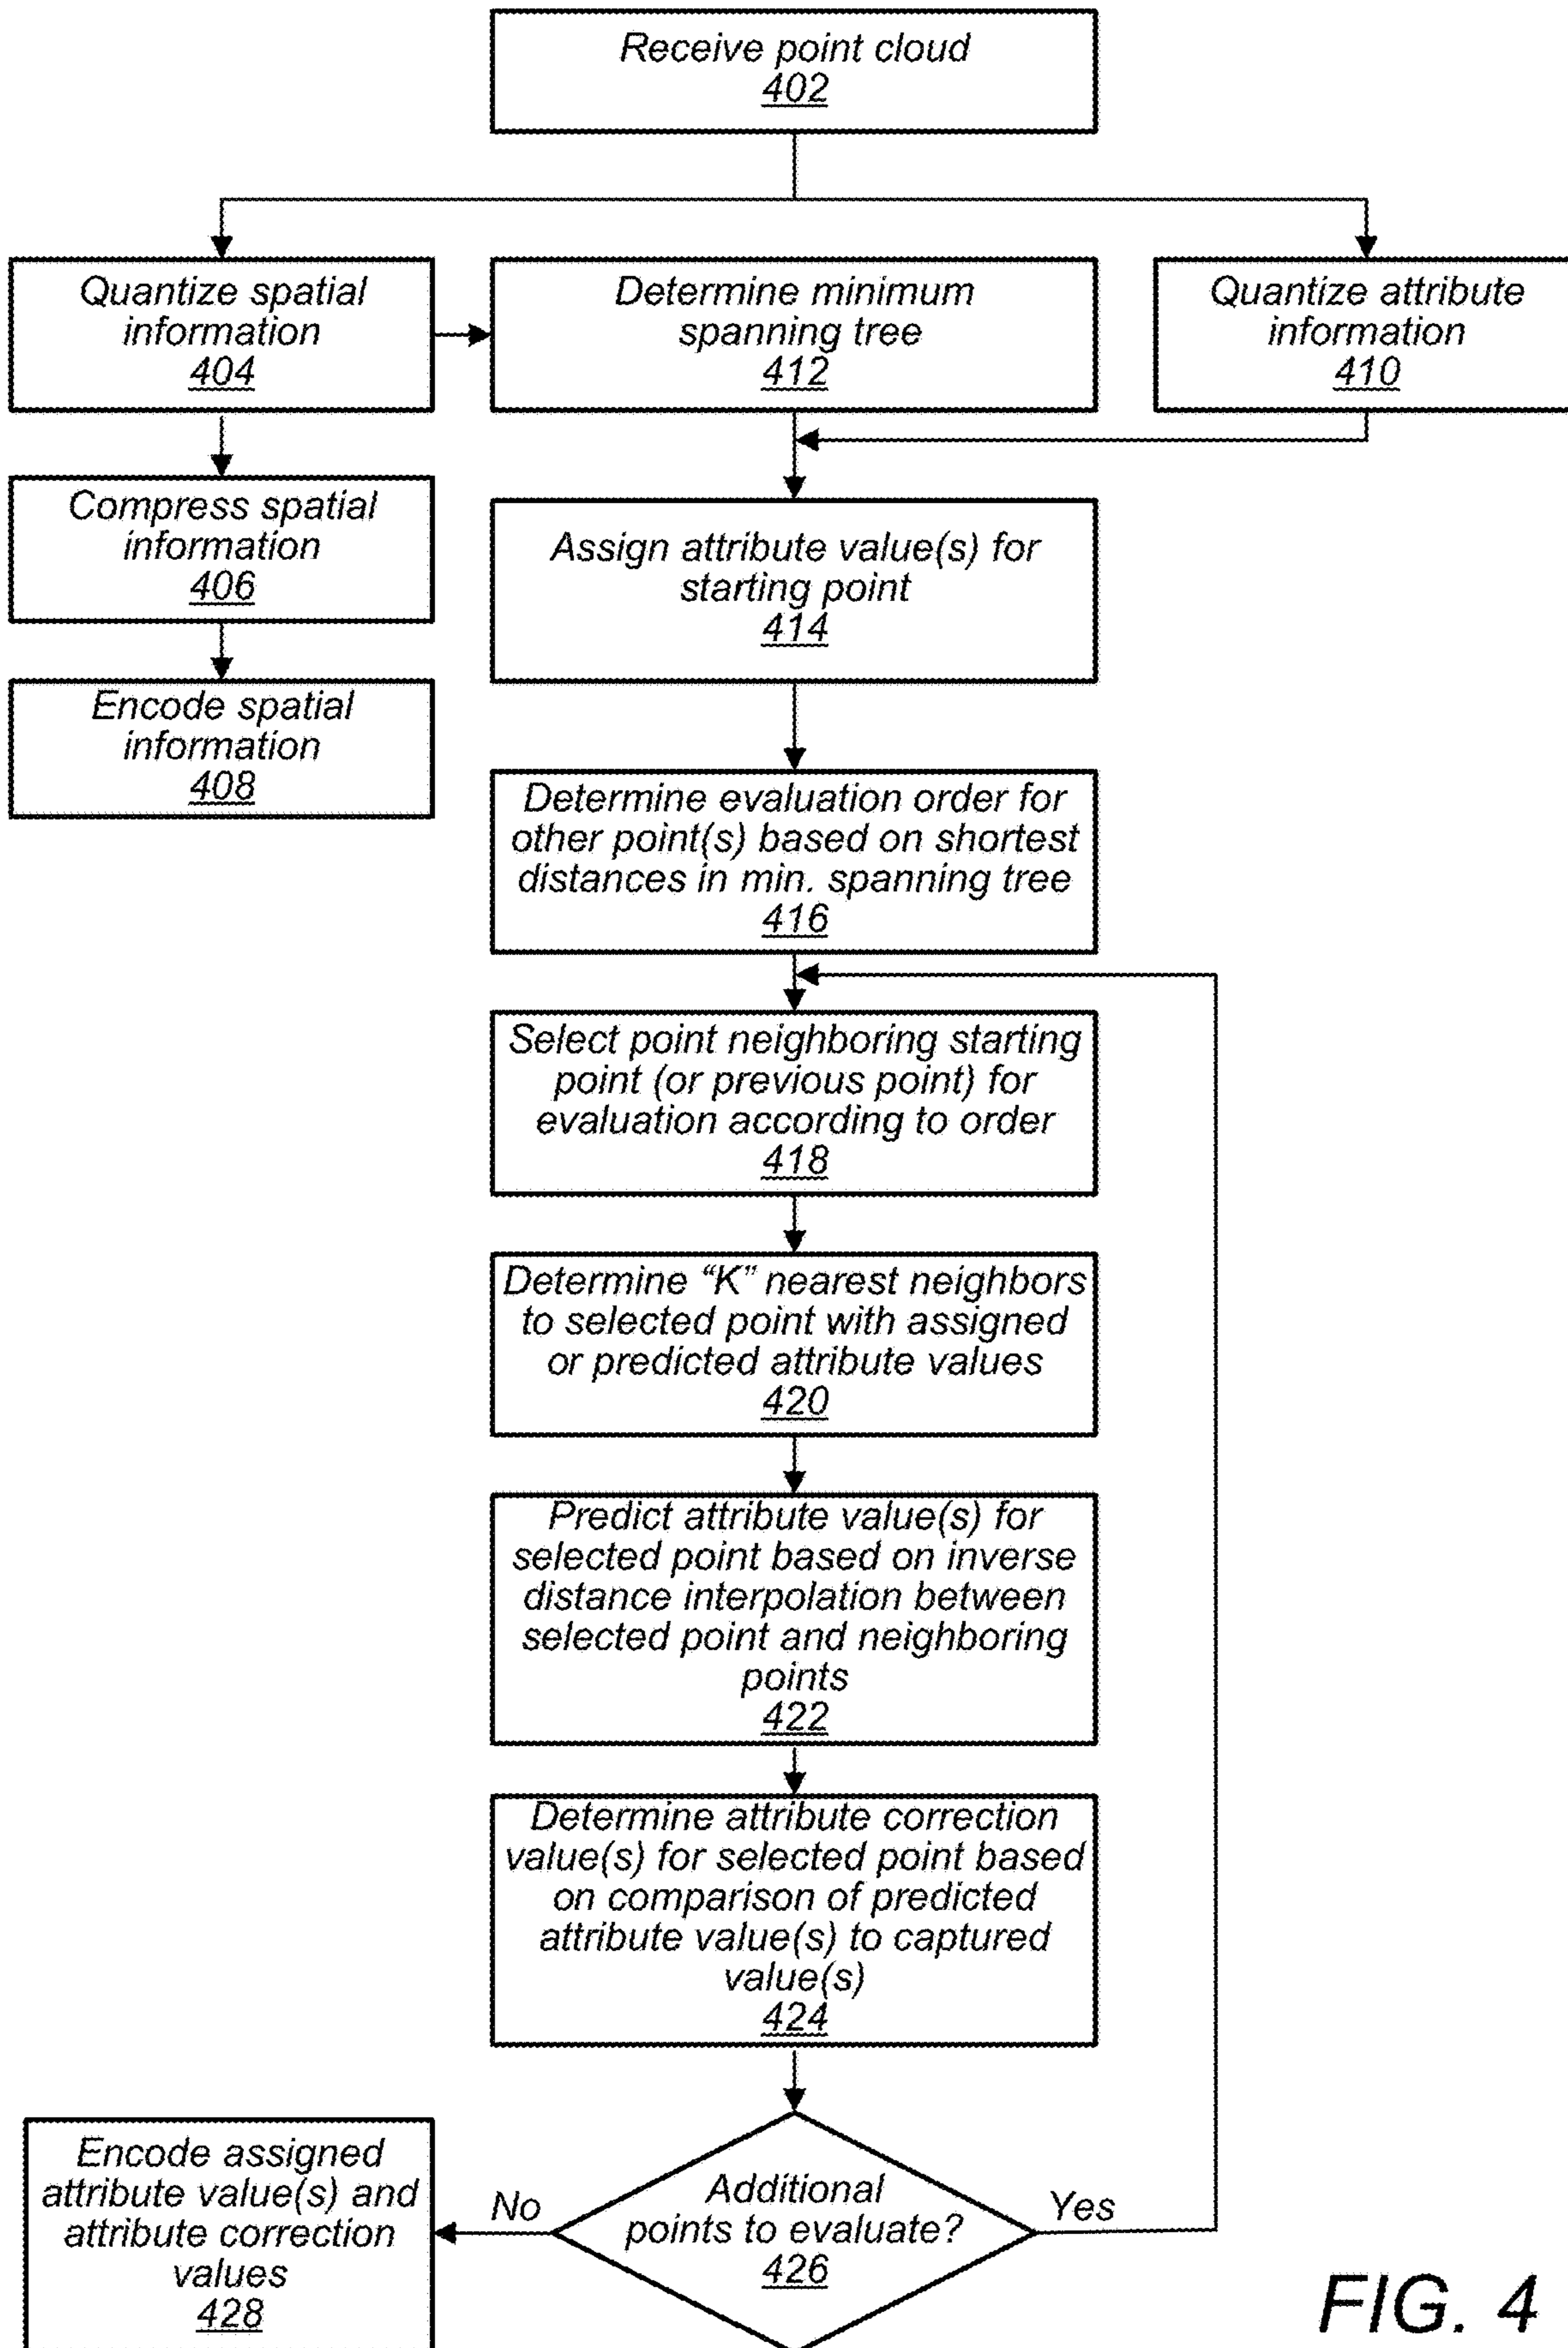 Receive point cloud
402
Quantize spatial
information
404
Determine minimum
spanning tree
412
Quantize attribute
information
410
Compress spatial
information
406
Assign attribute value(s) for
starting point
414
Encode spatial
information
408
Determine evaluation order for
other point(s) based on shortest
distances in min. spanning tree
416
Select point neighboring starting
point (or previous point) for
evaluation according to order
418
Determine “K” nearest neighbors
to selected point with assigned
or predicted attribute values
420
Predict attribute value(s) for
selected point based on inverse
distance interpolation between
selected point and neighboring
points
422
Determine attribute correction
value(s) for selected point based
on comparison of predicted
attribute value(s) to captured
value(s)
424
Encode assigned
attribute value(s) and
attribute correction
values
428
No
Additional
points to evaluate?
426
Yes
FIG. 4